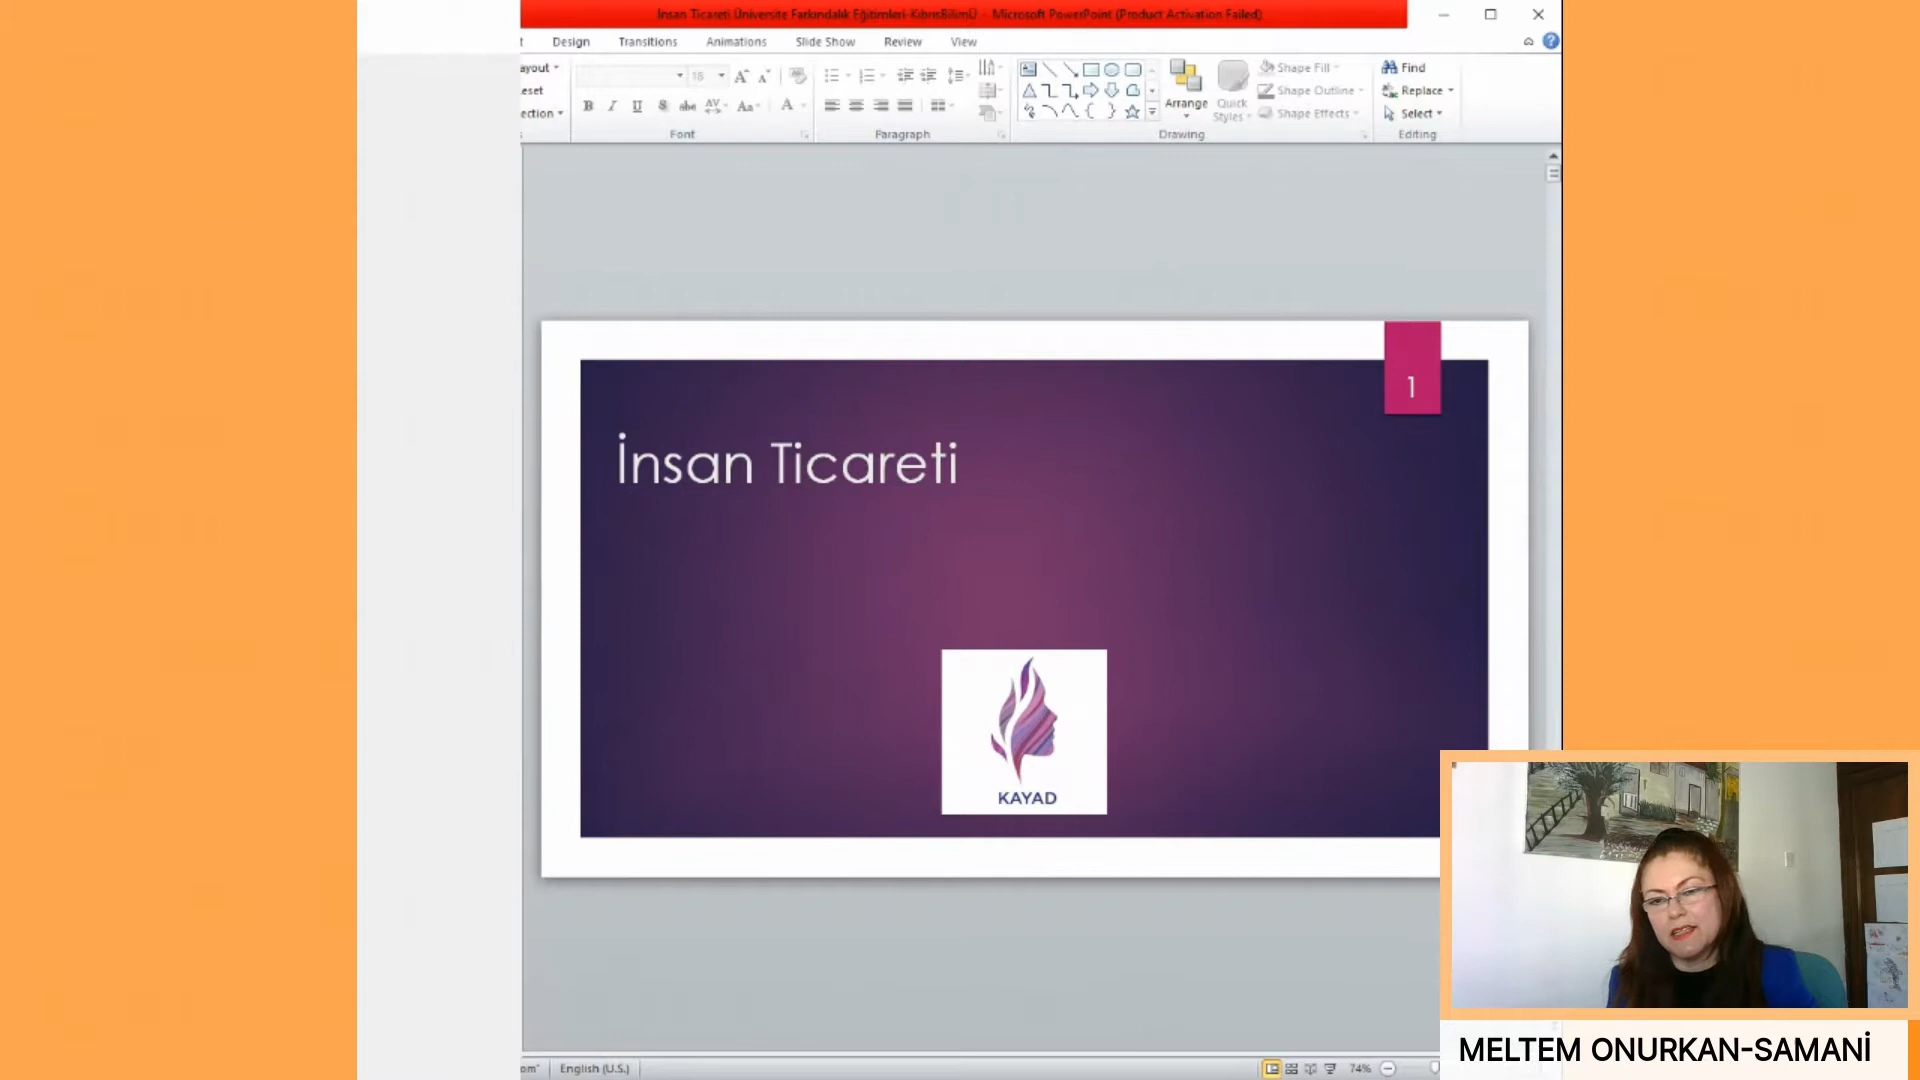 İnsan Ticareti Üniversite Farkındalık Eğitimleri-KıbrısBilimÜ - Microsoft PowerPoint (Product Activation Failed)
t Design Transitions Animations Slide Show Review View
ayout
eset
ection
18
Font
Paragraph
Arrange
Quick
Styles
Shape Fill
Shape Outline
Shape Effects
Drawing
Find
Replace
Select
Editing
1
İnsan Ticareti
KAYAD
MELTEM ONURKAN-SAMANİ
om" English (U.S.) 74%